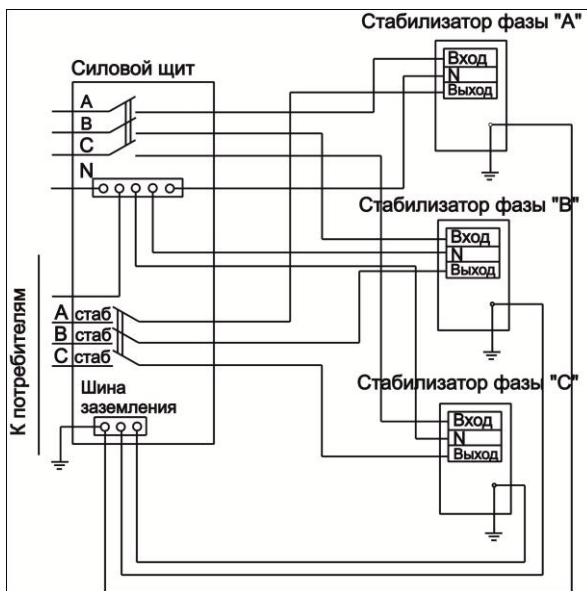 Стабилизатор фазы "А"
Вход
N
Выход
Силовой щит
А
В
С
N
Стабилизатор фазы "В"
Вход
N
Выход
К потребителям
А стаб
В стаб
С стаб
Шина
заземления
Стабилизатор фазы "С"
Вход
N
Выход